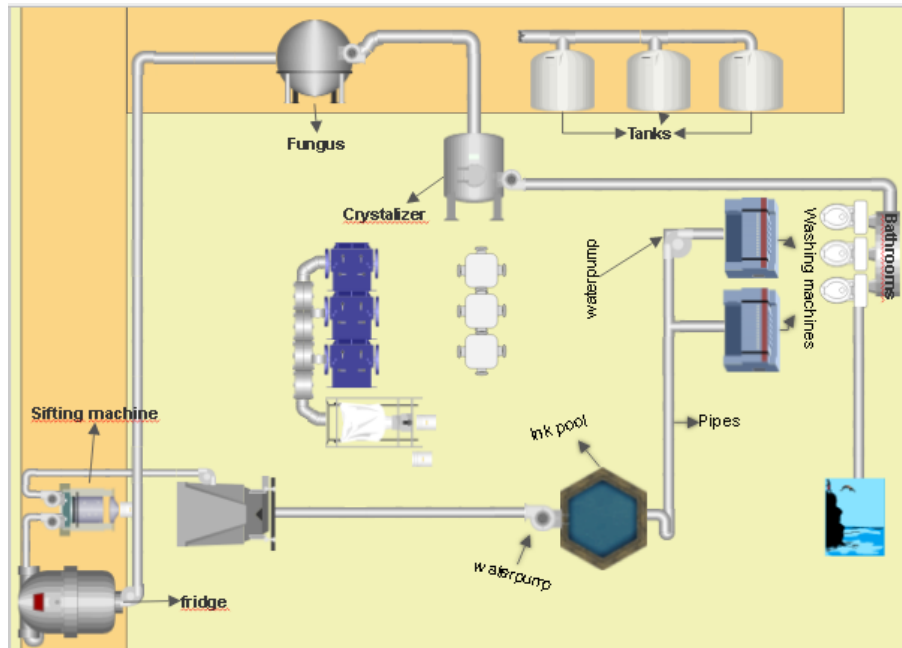 Fungus
Tanks
Crystalizer
waterpump
Washing machines
Bathrooms
Sifting machine
Ink pool
Pipes
waterpump
fridge